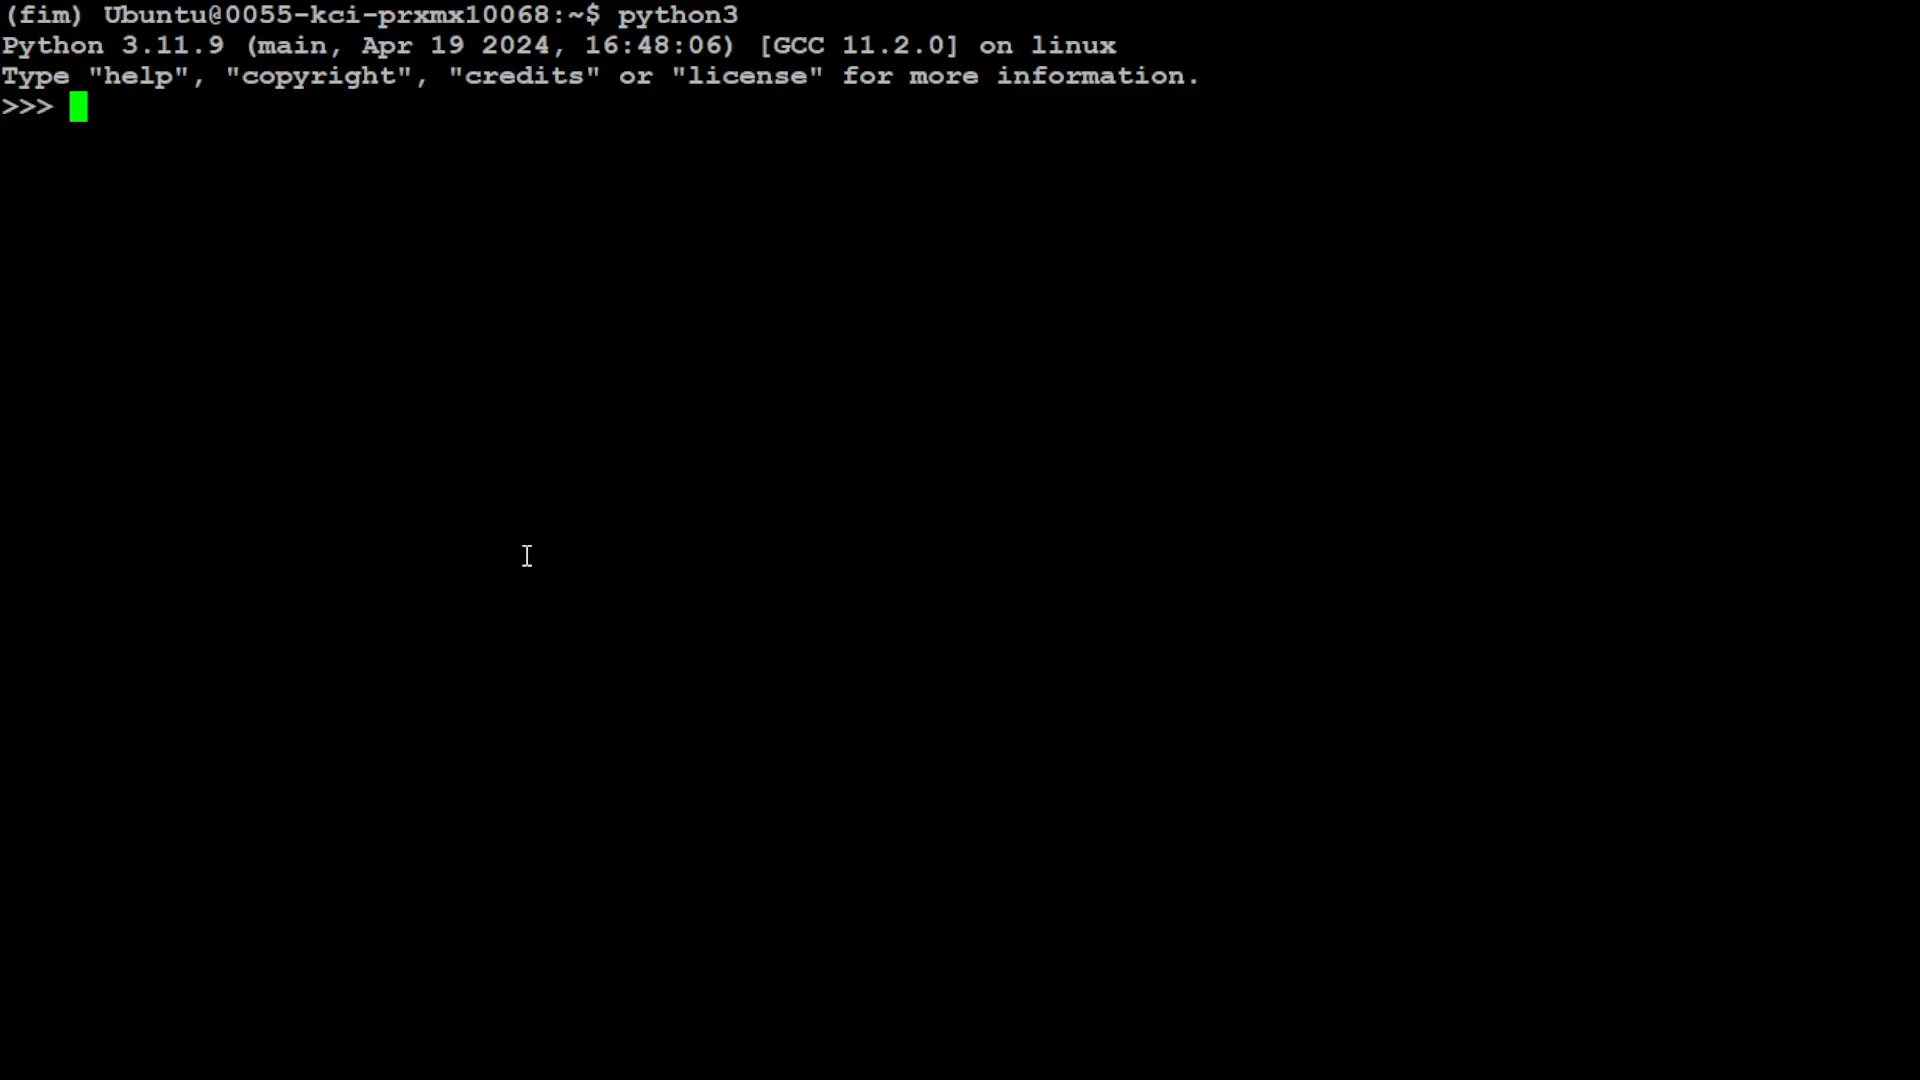 (fim) Ubuntu@0055-kci-prxmx10068:~$ python3
Python 3.11.9 (main, Apr 19 2024, 16:48:06) [GCC 11.2.0] on linux
Type "help", "copyright", "credits" or "license" for more information.
>>>